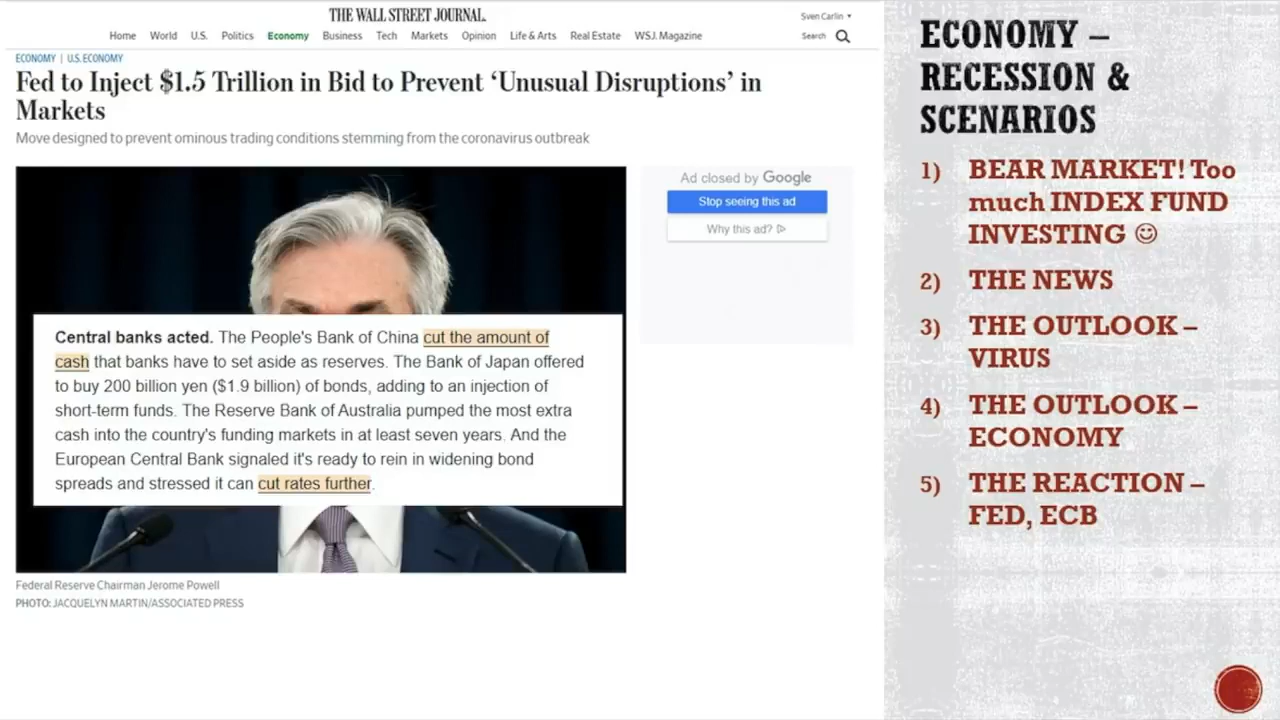 THE WALL STREET JOURNAL.
Sven Carlin ▾
Home World U.S. Politics Economy Business Tech Markets Opinion Life & Arts Real Estate WSJ. Magazine
Search
ECONOMY | U.S. ECONOMY
Fed to Inject $1.5 Trillion in Bid to Prevent ‘Unusual Disruptions’ in
Markets
Move designed to prevent ominous trading conditions stemming from the coronavirus outbreak
Ad closed by Google
Stop seeing this ad
Why this ad?
Central banks acted. The People's Bank of China cut the amount of
cash that banks have to set aside as reserves. The Bank of Japan offered
to buy 200 billion yen ($1.9 billion) of bonds, adding to an injection of
short-term funds. The Reserve Bank of Australia pumped the most extra
cash into the country's funding markets in at least seven years. And the
European Central Bank signaled it's ready to rein in widening bond
spreads and stressed it can cut rates further.
Federal Reserve Chairman Jerome Powell
PHOTO: JACQUELYN MARTIN/ASSOCIATED PRESS
ECONOMY –
RECESSION &
SCENARIOS
1) BEAR MARKET! Too
much INDEX FUND
INVESTING ☺
2) THE NEWS
3) THE OUTLOOK –
VIRUS
4) THE OUTLOOK –
ECONOMY
5) THE REACTION –
FED, ECB